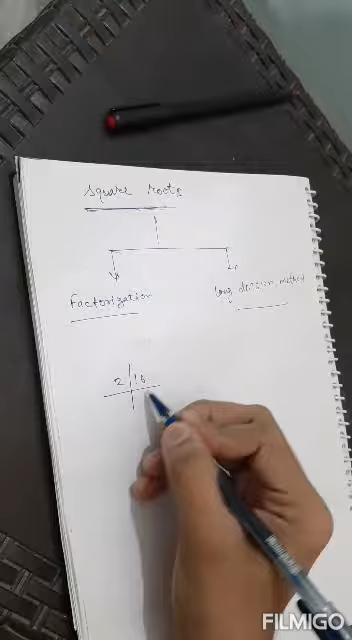 Square roots
Factorization
long division method
2 16
FILMIGO